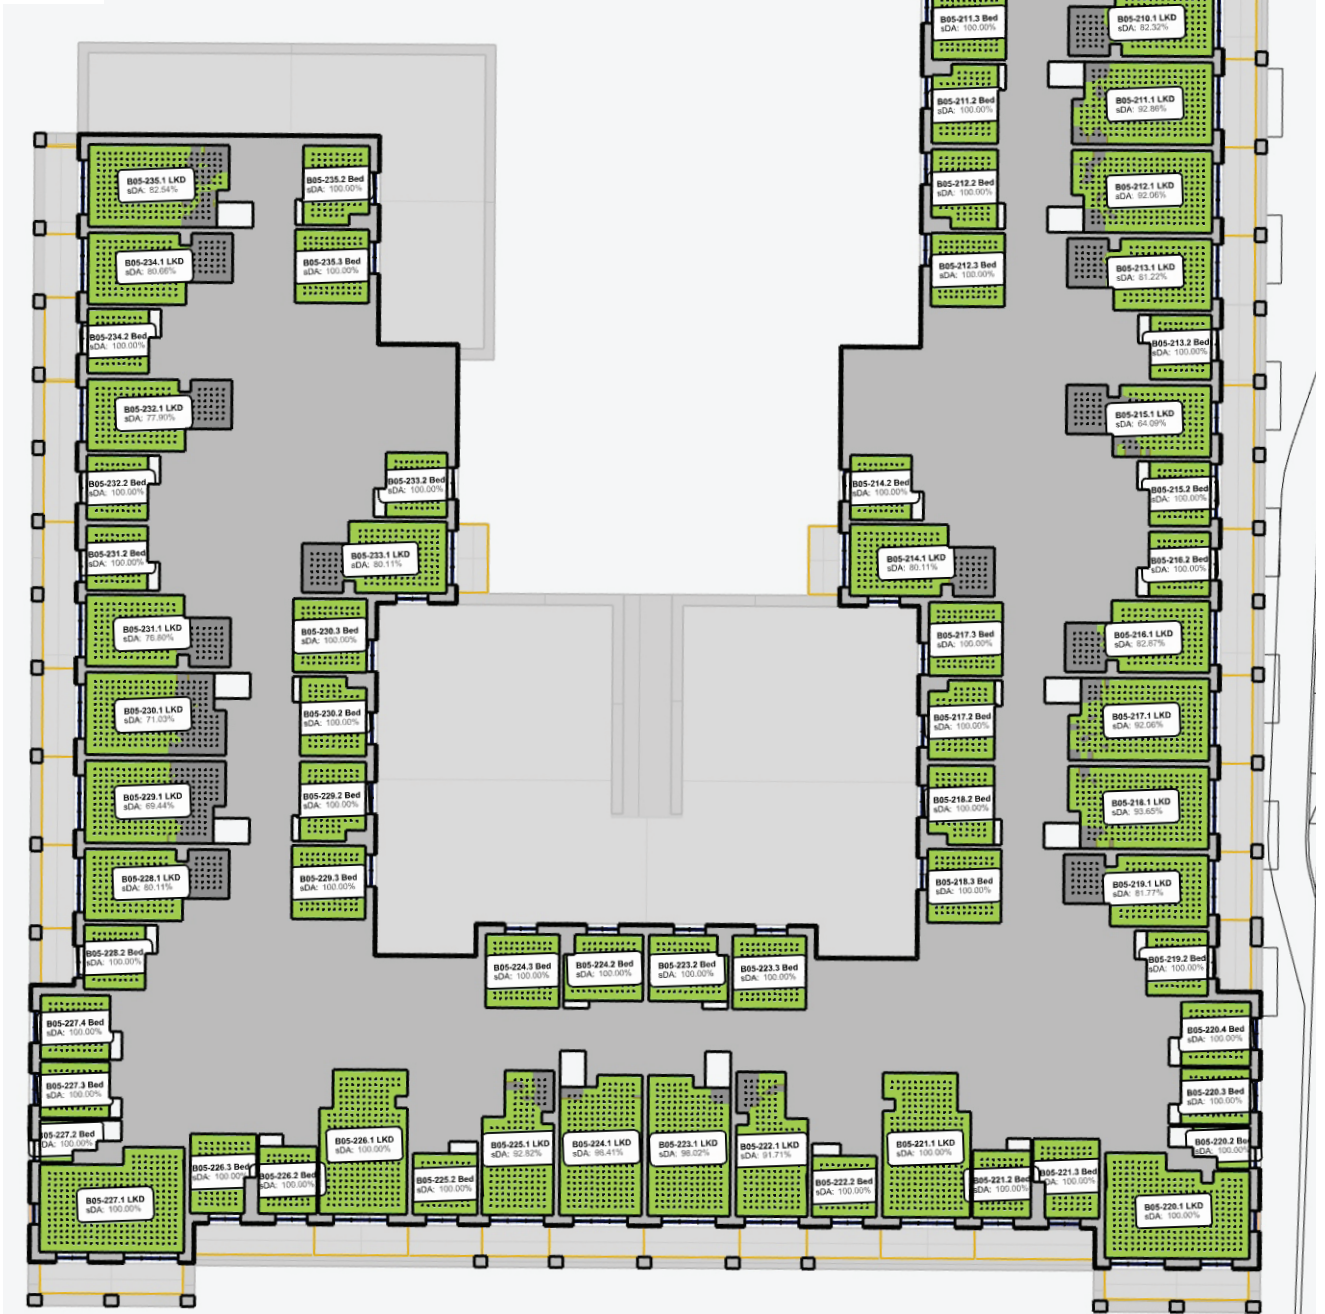 B05-211.3 Bed
sDA: 100.00%
B05-210.1 LKD
sDA: 82.32%
B05-211.2 Bed
sDA: 100.00%
B05-211.1 LKD
sDA: 92.86%
B05-235.1 LKD
sDA: 82.54%
B05-235.2 Bed
sDA: 100.00%
B05-212.2 Bed
sDA: 100.00%
B05-212.1 LKD
sDA: 92.06%
B05-234.1 LKD
sDA: 80.66%
B05-235.3 Bed
sDA: 100.00%
B05-212.3 Bed
sDA: 100.00%
B05-213.1 LKD
sDA: 81.22%
B05-234.2 Bed
sDA: 100.00%
B05-213.2 Bed
sDA: 100.00%
B05-232.1 LKD
sDA: 77.90%
B05-215.1 LKD
sDA: 64.09%
B05-232.2 Bed
sDA: 100.00%
B05-233.2 Bed
sDA: 100.00%
B05-214.2 Bed
sDA: 100.00%
B05-215.2 Bed
sDA: 100.00%
B05-231.2 Bed
sDA: 100.00%
B05-233.1 LKD
sDA: 80.11%
B05-214.1 LKD
sDA: 80.11%
B05-216.2 Bed
sDA: 100.00%
B05-231.1 LKD
sDA: 76.80%
B05-230.3 Bed
sDA: 100.00%
B05-217.3 Bed
sDA: 100.00%
B05-216.1 LKD
sDA: 82.87%
B05-230.1 LKD
sDA: 71.03%
B05-230.2 Bed
sDA: 100.00%
B05-217.2 Bed
sDA: 100.00%
B05-217.1 LKD
sDA: 92.06%
B05-229.1 LKD
sDA: 69.44%
B05-229.2 Bed
sDA: 100.00%
B05-218.2 Bed
sDA: 100.00%
B05-218.1 LKD
sDA: 93.65%
B05-228.1 LKD
sDA: 80.11%
B05-229.3 Bed
sDA: 100.00%
B05-218.3 Bed
sDA: 100.00%
B05-219.1 LKD
sDA: 81.77%
B05-228.2 Bed
sDA: 100.00%
B05-224.3 Bed
sDA: 100.00%
B05-224.2 Bed
sDA: 100.00%
B05-223.2 Bed
sDA: 100.00%
B05-223.3 Bed
sDA: 100.00%
B05-219.2 Bed
sDA: 100.00%
B05-227.4 Bed
sDA: 100.00%
B05-220.4 Bed
sDA: 100.00%
B05-227.3 Bed
sDA: 100.00%
B05-220.3 Bed
sDA: 100.00%
B05-227.2 Bed
sDA: 100.00%
B05-220.2 Bed
sDA: 100.00%
B05-226.1 LKD
sDA: 100.00%
B05-225.1 LKD
sDA: 92.82%
B05-224.1 LKD
sDA: 98.41%
B05-223.1 LKD
sDA: 98.02%
B05-222.1 LKD
sDA: 91.71%
B05-221.1 LKD
sDA: 100.00%
B05-226.3 Bed
sDA: 100.00%
B05-226.2 Bed
sDA: 100.00%
B05-225.2 Bed
sDA: 100.00%
B05-222.2 Bed
sDA: 100.00%
B05-221.2 Bed
sDA: 100.00%
B05-221.3 Bed
sDA: 100.00%
B05-227.1 LKD
sDA: 100.00%
B05-220.1 LKD
sDA: 100.00%